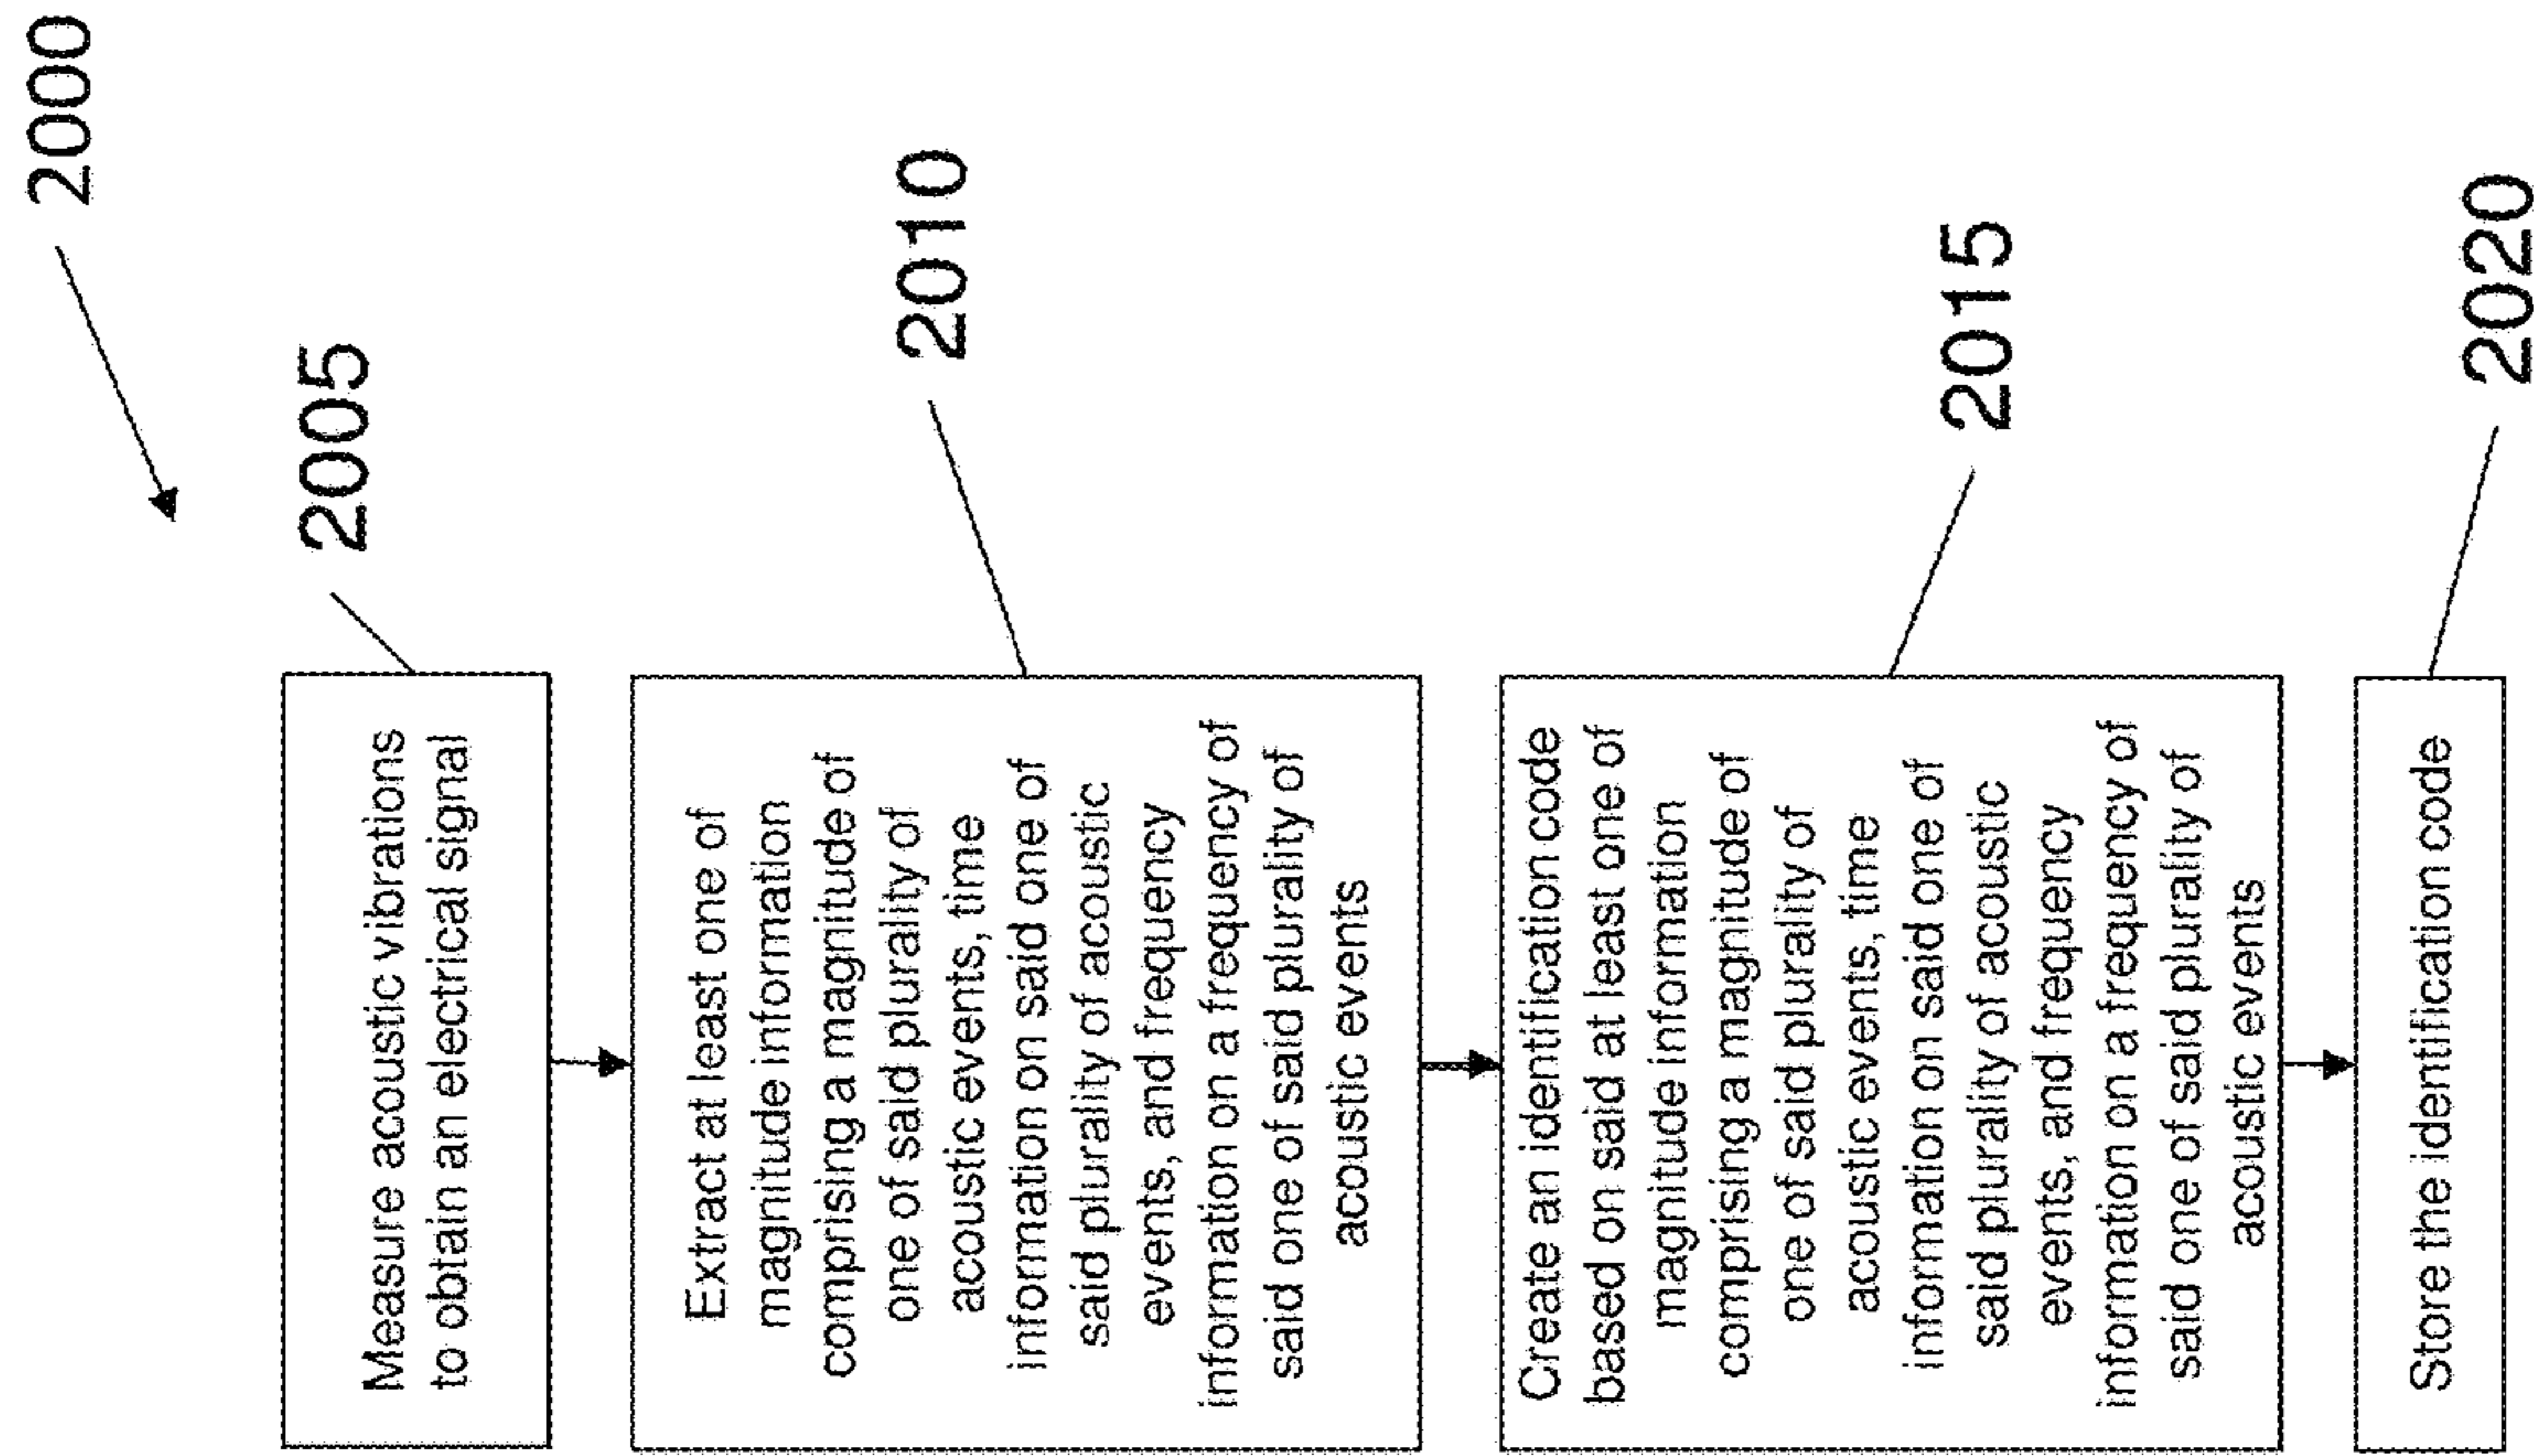 2000
2005
Measure acoustic vibrations
to obtain an electrical signal
2010
Extract at least one of
magnitude information
comprising a magnitude of
one of said plurality of
acoustic events, time
information on said one of
said plurality of acoustic
events, and frequency
information on a frequency of
said one of said plurality of
acoustic events
2015
Create an identification code
based on said at least one of
magnitude information
comprising a magnitude of
one of said plurality of
acoustic events, time
information on said one of
said plurality of acoustic
events, and frequency
information on a frequency of
said one of said plurality of
acoustic events
2020
Store the identification code